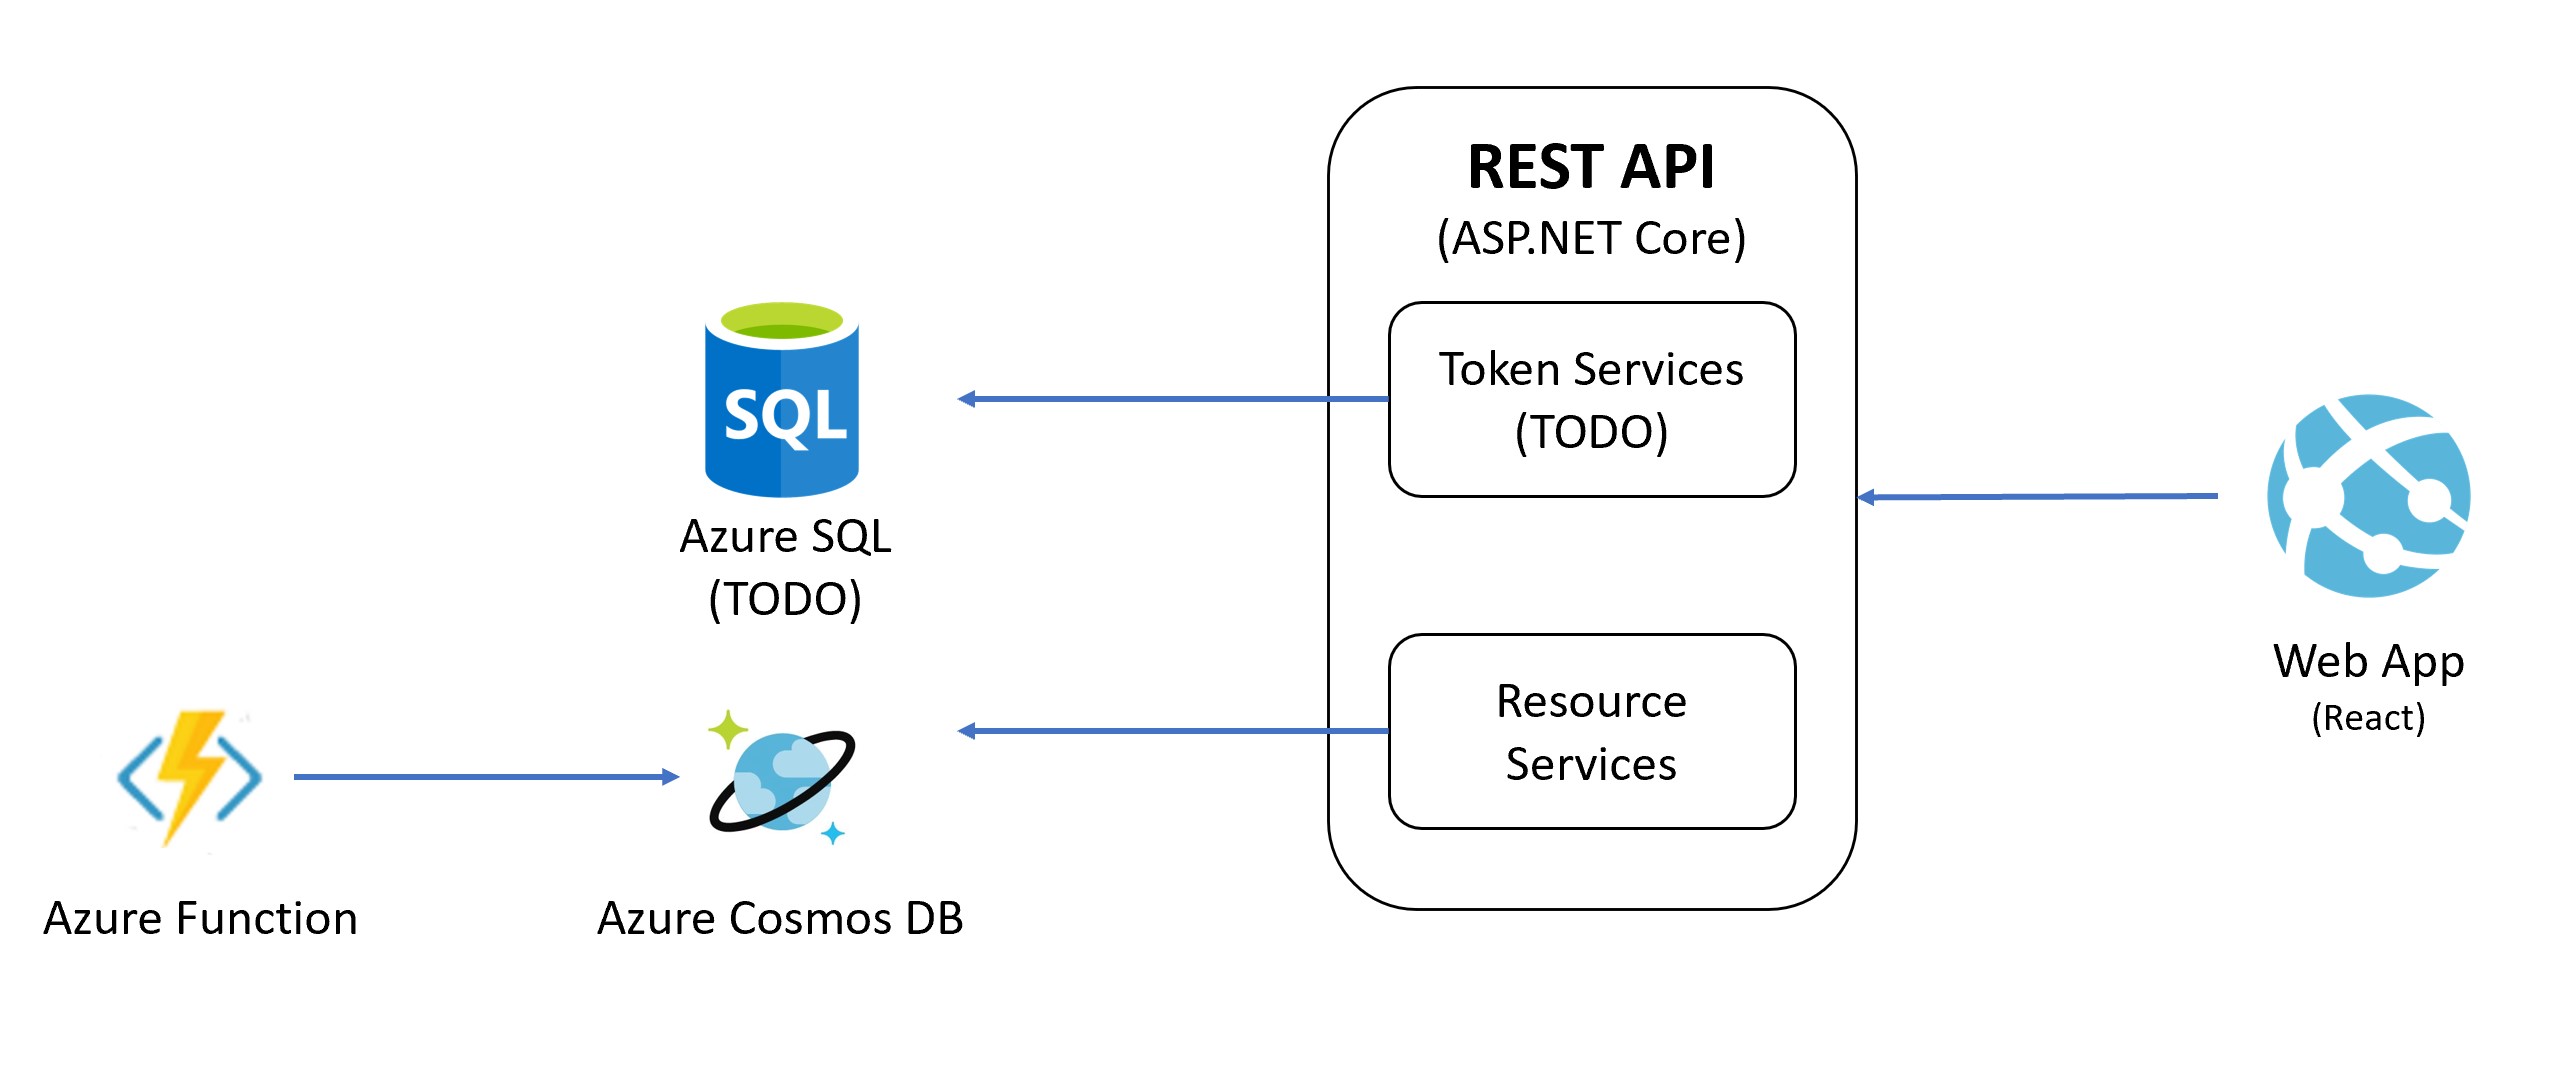 REST API
(ASP.NET Core)
Token Services
(TODO)
SQL
Azure SQL
(TODO)
Resource
Services
Web App
(React)
Azure Function
Azure Cosmos DB